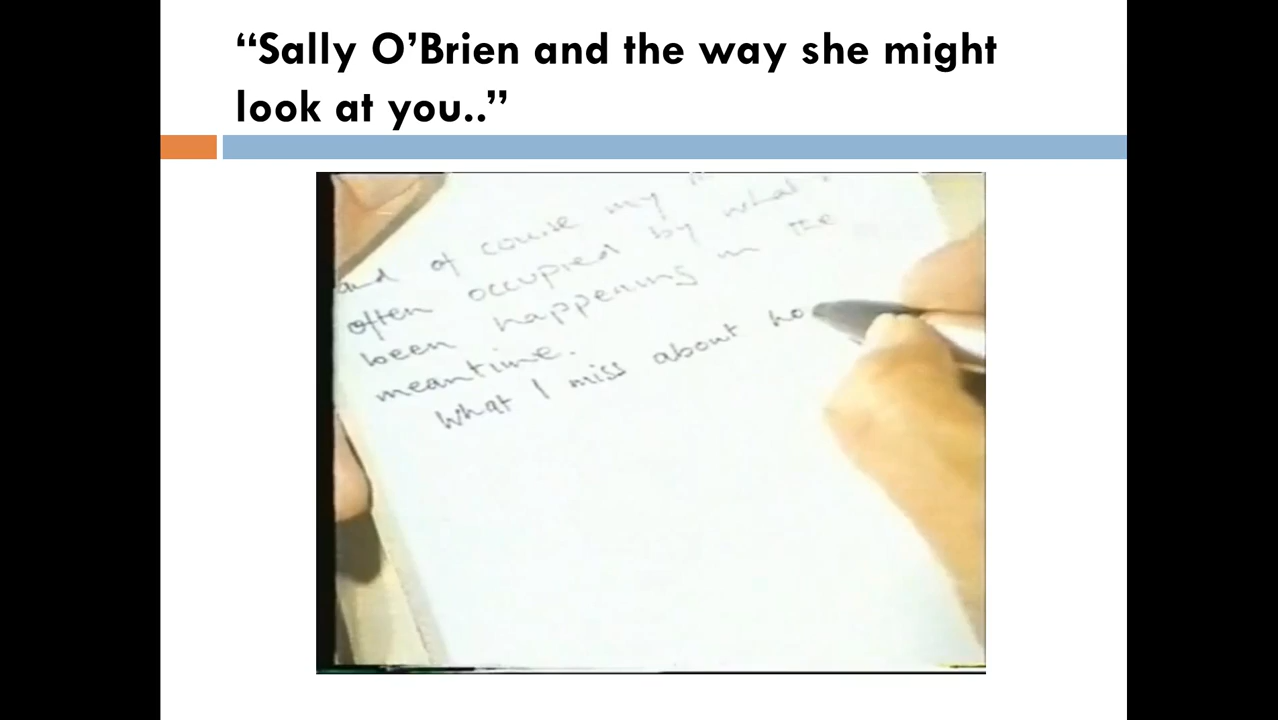 “Sally O’Brien and the way she might
look at you..”
and of course my
often occupied by what
been happening in the
meantime.
What I miss about ho